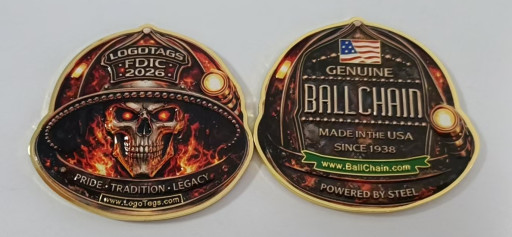 LOGOTAGS
FDIC
2026
PRIDE · TRADITION · LEGACY
www.LogoTags.com
GENUINE
BALLCHAIN
MADE IN THE USA
SINCE 1938
www.BallChain.com
POWERED BY STEEL